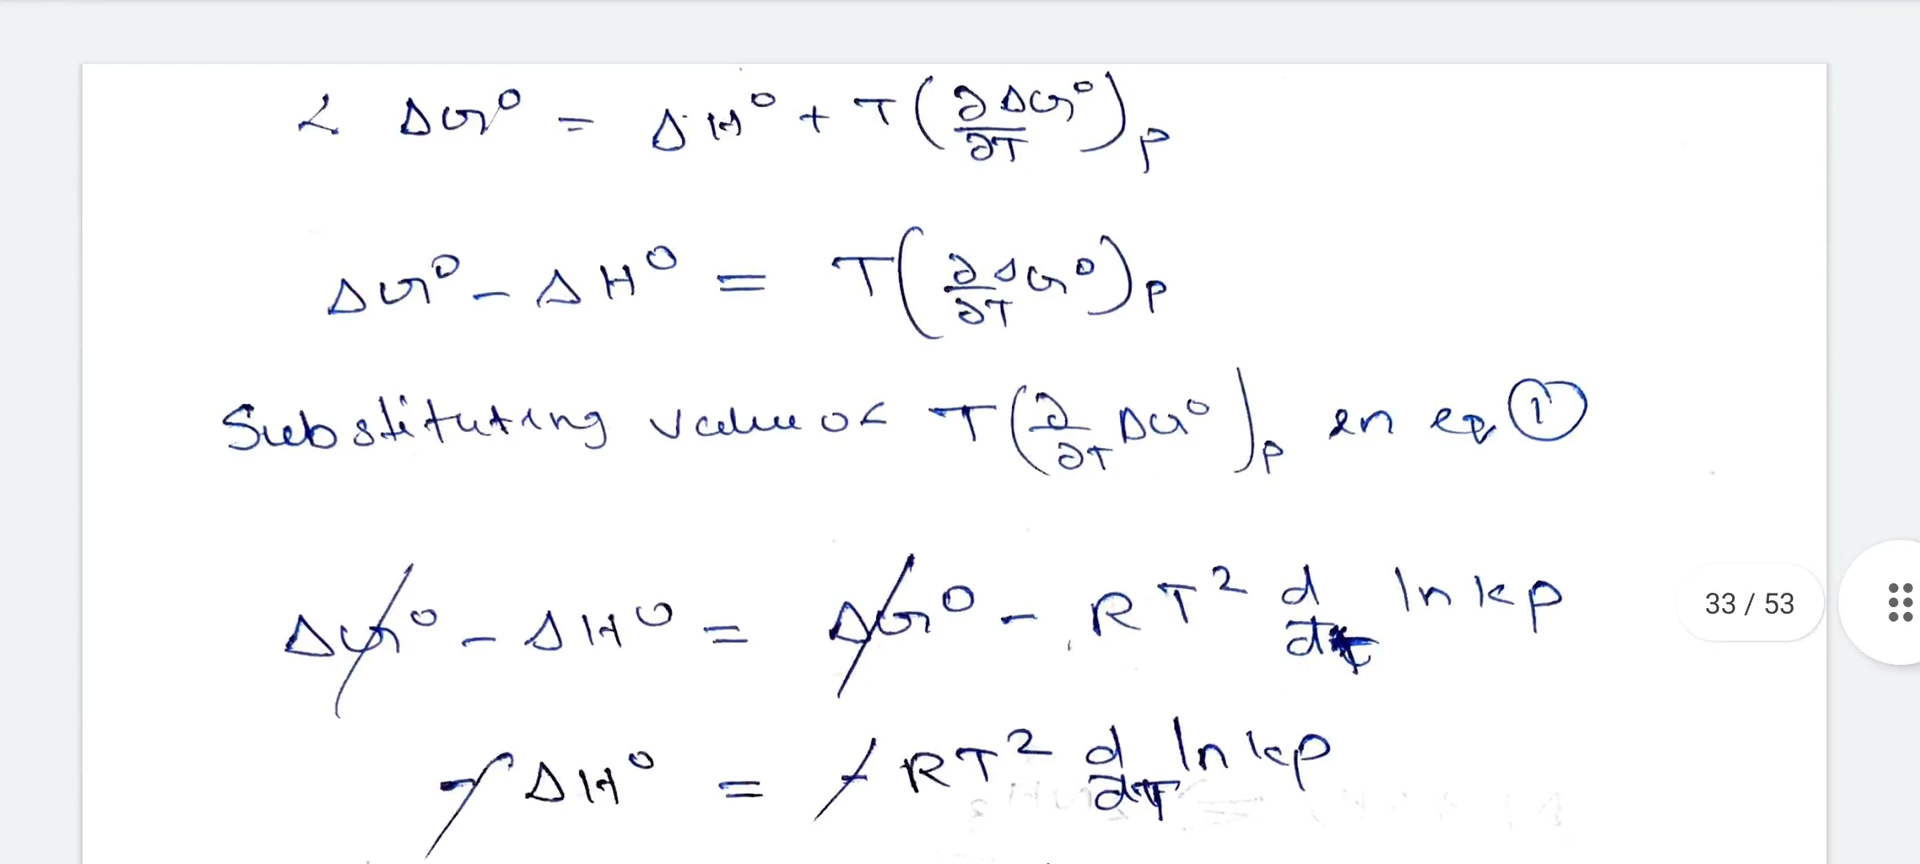 & ΔG° = ΔH° + T(∂ΔG°/∂T)p
ΔG° - ΔH° = T(∂/∂T ΔG°)p
Substituting value of T(∂/∂T ΔG°)p in eq ①
ΔG° - ΔH° = ΔG° - RT² d/dT ln kp
33 / 53
- ΔH° = - RT² d/dT ln kp